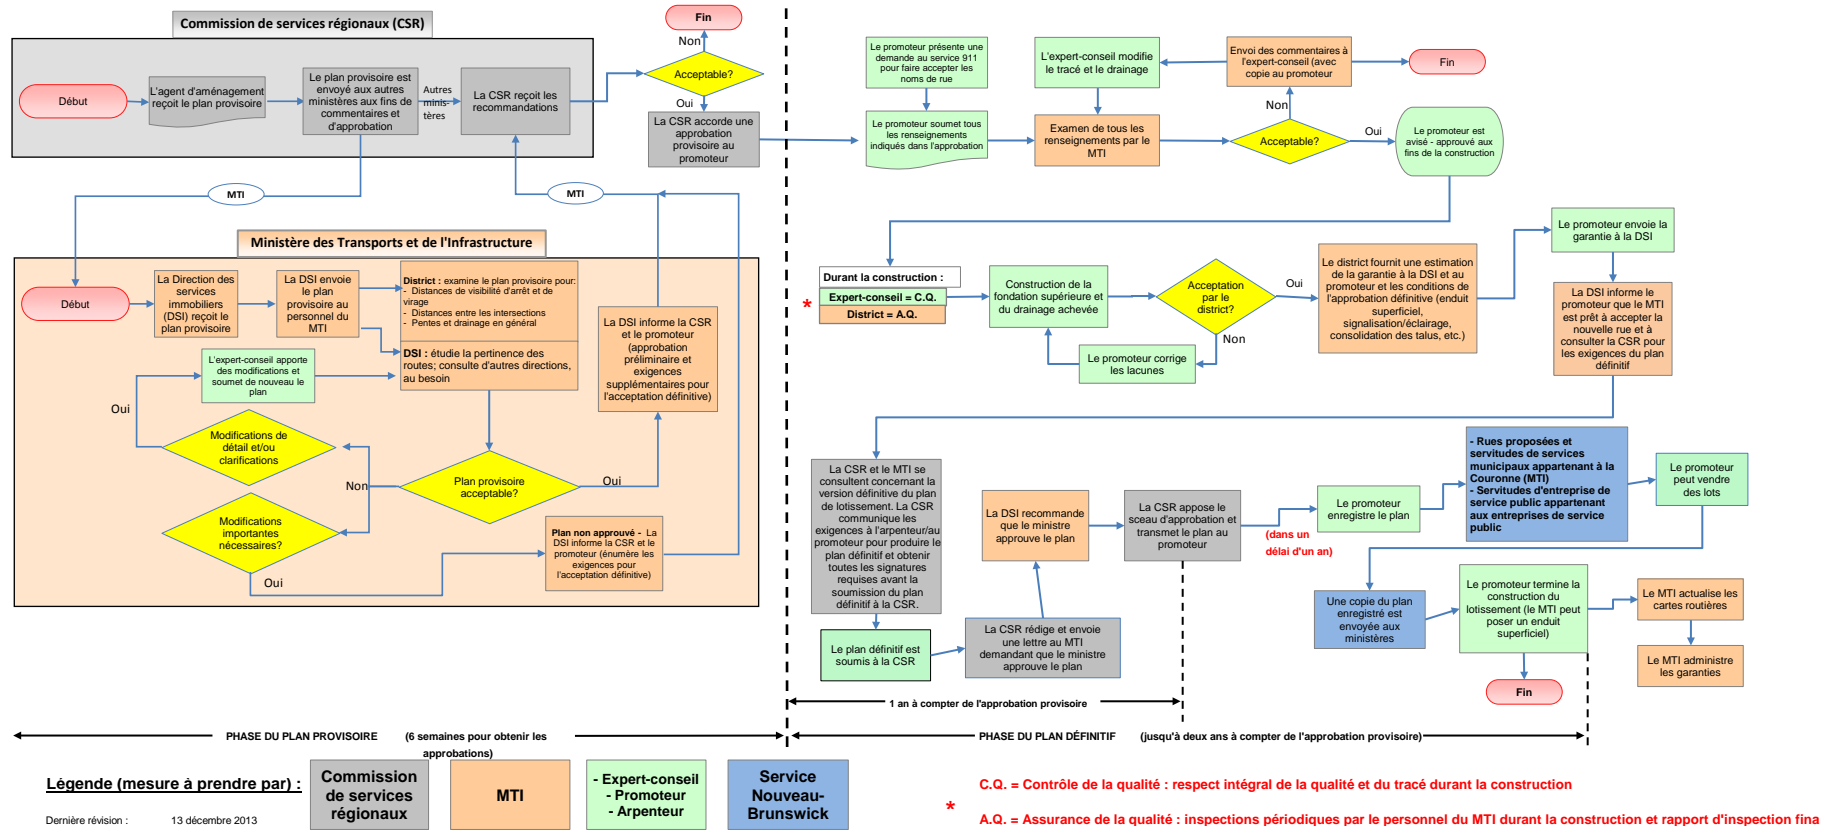 Commission de services régionaux (CSR)
Début
L'agent d'aménagement
reçoit le plan provisoire
Le plan provisoire est
envoyé aux autres
ministères aux fins de
commentaires et
d'approbation
Autres
minis-
tères
La CSR reçoit les
recommandations
Fin
Non
Acceptable?
Oui
La CSR accorde une
approbation
provisoire au
promoteur
MTI
MTI
Ministère des Transports et de l'Infrastructure
Début
La Direction des
services
immobiliers
(DSI) reçoit le
plan provisoire
La DSI envoie
le plan
provisoire au
personnel du
MTI
District : examine le plan provisoire pour:
- Distances de visibilité d'arrêt et de
virage
- Distances entre les intersections
- Pentes et drainage en général
DSI : étudie la pertinence des
routes; consulte d'autres directions,
au besoin
La DSI informe la CSR
et le promoteur
(approbation
préliminaire et
exigences
supplémentaires pour
l'acceptation définitive)
L'expert-conseil apporte
des modifications et
soumet de nouveau le
plan
Oui
Modifications de
détail et/ou
clarifications
Non
Plan provisoire
acceptable?
Oui
Modifications
importantes
nécessaires?
Oui
Plan non approuvé - La
DSI informe la CSR et le
promoteur (énumère les
exigences pour
l'acceptation définitive)
Le promoteur présente une
demande au service 911
pour faire accepter les
noms de rue
L'expert-conseil modifie
le tracé et le drainage
Envoi des commentaires à
l'expert-conseil (avec
copie au promoteur)
Fin
Non
Le promoteur soumet tous
les renseignements
indiqués dans l'approbation
Examen de tous les
renseignements par le
MTI
Acceptable?
Oui
Le promoteur est
avisé - approuvé aux
fins de la construction
*
Durant la construction :
Expert-conseil = C.Q.
District = A.Q.
Construction de la
fondation supérieure et
du drainage achevée
Acceptation
par le
district?
Oui
Non
Le promoteur corrige
les lacunes
Le district fournit une estimation
de la garantie à la DSI et au
promoteur et les conditions de
l'approbation définitive (enduit
superficiel,
signalisation/éclairage,
consolidation des talus, etc.)
Le promoteur envoie la
garantie à la DSI
La DSI informe le
promoteur que le MTI
est prêt à accepter la
nouvelle rue et à
consulter la CSR pour
les exigences du plan
définitif
La CSR et le MTI se
consultent concernant la
version définitive du plan
de lotissement. La CSR
communique les
exigences à l'arpenteur/au
promoteur pour produire le
plan définitif et obtenir
toutes les signatures
requises avant la
soumission du plan
définitif à la CSR.
Le plan définitif est
soumis à la CSR
La CSR rédige et envoie
une lettre au MTI
demandant que le ministre
approuve le plan
La DSI recommande
que le ministre
approuve le plan
La CSR appose le
sceau d'approbation et
transmet le plan au
promoteur
(dans un
délai d'un an)
Le promoteur
enregistre le plan
- Rues proposées et
servitudes de services
municipaux appartenant à la
Couronne (MTI)
- Servitudes d'entreprise de
service public appartenant
aux entreprises de service
public
Le promoteur
peut vendre
des lots
Une copie du plan
enregistré est
envoyée aux
ministères
Le promoteur termine la
construction du
lotissement (le MTI peut
poser un enduit
superficiel)
Le MTI actualise les
cartes routières
Le MTI administre
les garanties
Fin
1 an à compter de l'approbation provisoire
PHASE DU PLAN PROVISOIRE (6 semaines pour obtenir les
approbations)
PHASE DU PLAN DÉFINITIF (jusqu'à deux ans à compter de l'approbation provisoire)
Légende (mesure à prendre par) :
Commission
de services
régionaux
MTI
- Expert-conseil
- Promoteur
- Arpenteur
Service
Nouveau-
Brunswick
Dernière révision : 13 décembre 2013
C.Q. = Contrôle de la qualité : respect intégral de la qualité et du tracé durant la construction
*
A.Q. = Assurance de la qualité : inspections périodiques par le personnel du MTI durant la construction et rapport d'inspection fina